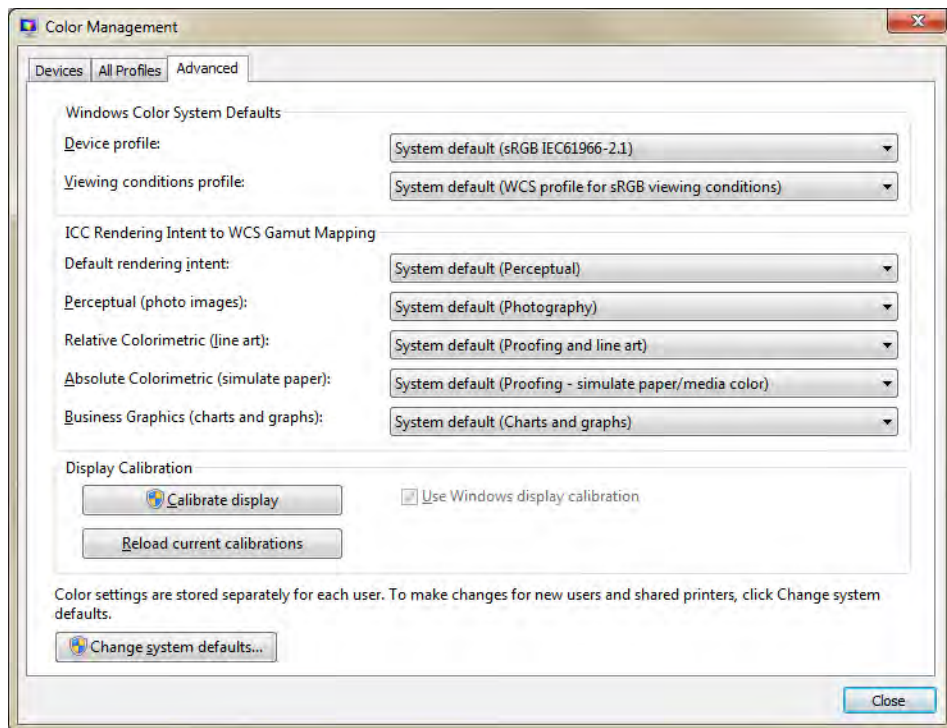 Color Management
Devices All Profiles Advanced
Windows Color System Defaults
Device profile: System default (sRGB IEC61966-2.1)
Viewing conditions profile: System default (WCS profile for sRGB viewing conditions)
ICC Rendering Intent to WCS Gamut Mapping
Default rendering intent: System default (Perceptual)
Perceptual (photo images): System default (Photography)
Relative Colorimetric (line art): System default (Proofing and line art)
Absolute Colorimetric (simulate paper): System default (Proofing - simulate paper/media color)
Business Graphics (charts and graphs): System default (Charts and graphs)
Display Calibration
Calibrate display Use Windows display calibration
Reload current calibrations
Color settings are stored separately for each user. To make changes for new users and shared printers, click Change system
defaults.
Change system defaults...
Close